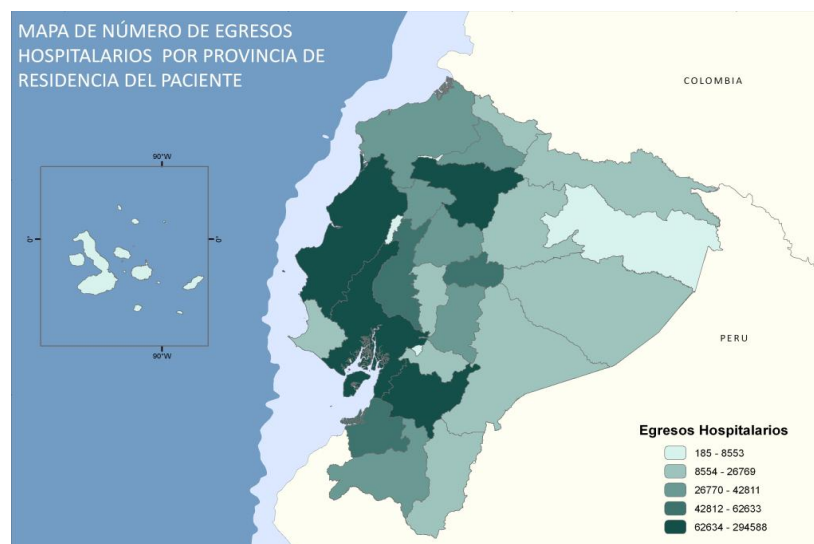 MAPA DE NÚMERO DE EGRESOS
HOSPITALARIOS POR PROVINCIA DE
RESIDENCIA DEL PACIENTE
COLOMBIA
90°W
0°
0°
90°W
PERU
Egresos Hospitalarios
185 - 8553
8554 - 26769
26770 - 42811
42812 - 62633
62634 - 294588